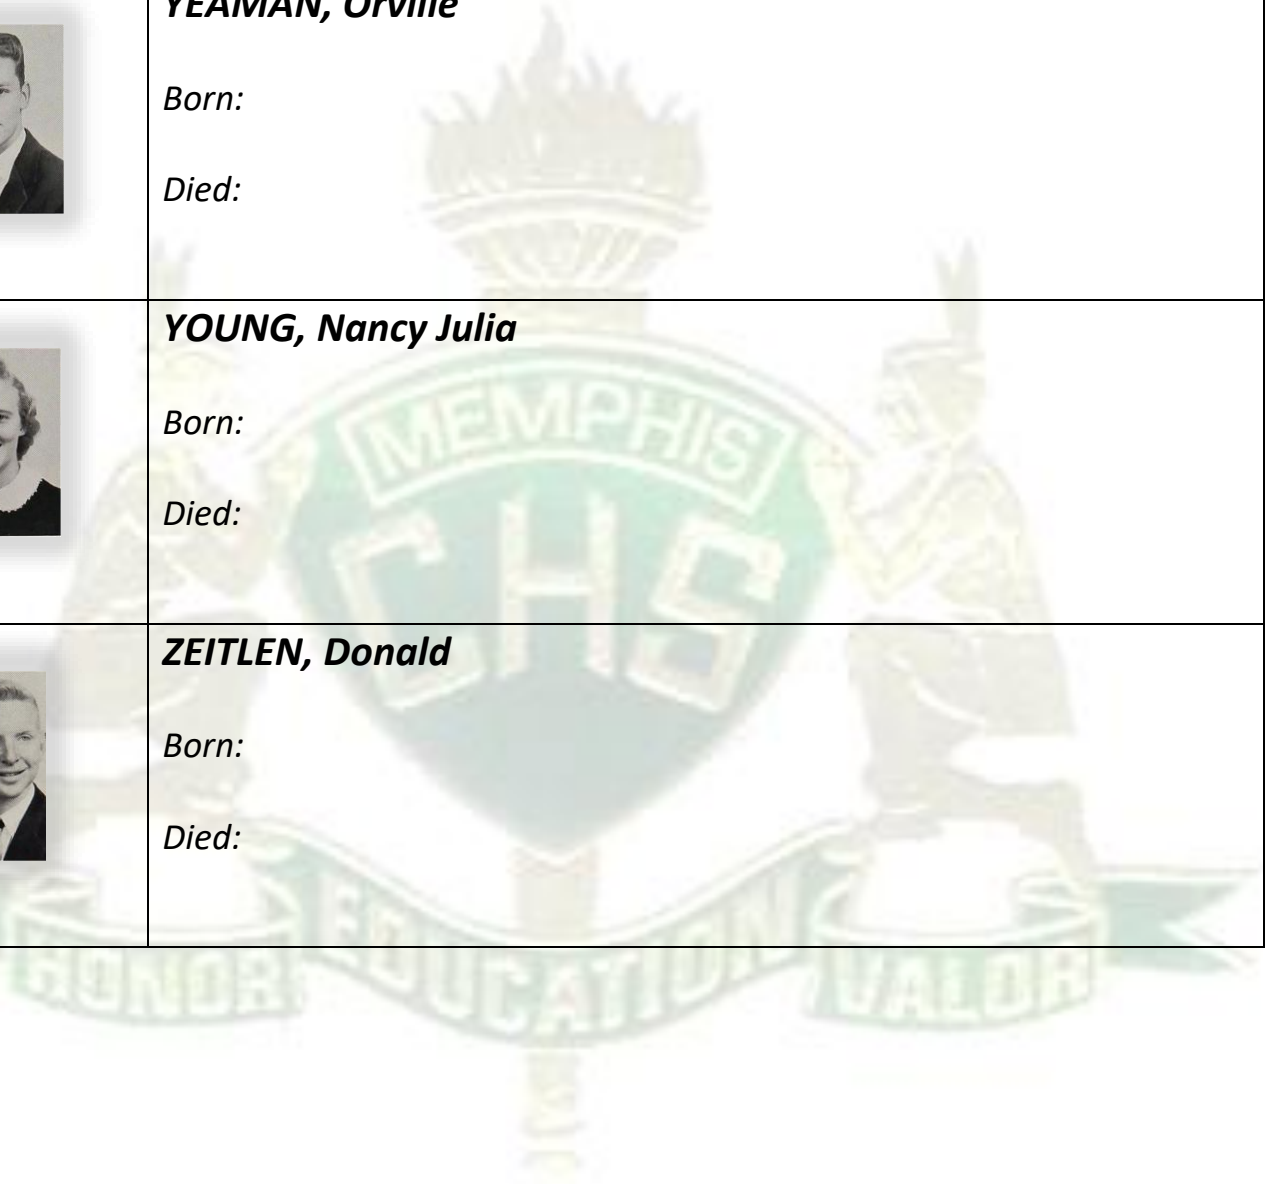 YEAMAN, Orville
Born:
Died:
YOUNG, Nancy Julia
Born:
Died:
ZEITLEN, Donald
Born:
Died:
MEMPHIS
CHS
HONOR EDUCATION VALOR